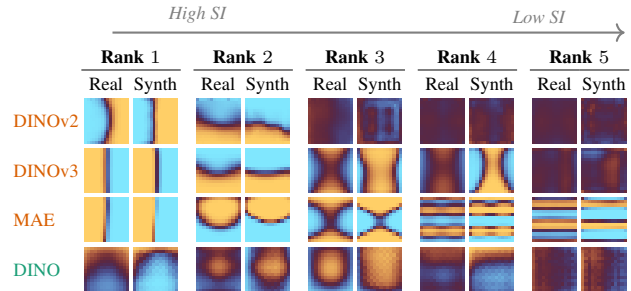 High SI Low SI
Rank 1 Rank 2 Rank 3 Rank 4 Rank 5
Real Synth Real Synth Real Synth Real Synth Real Synth
DINOv2
DINOv3
MAE
DINO